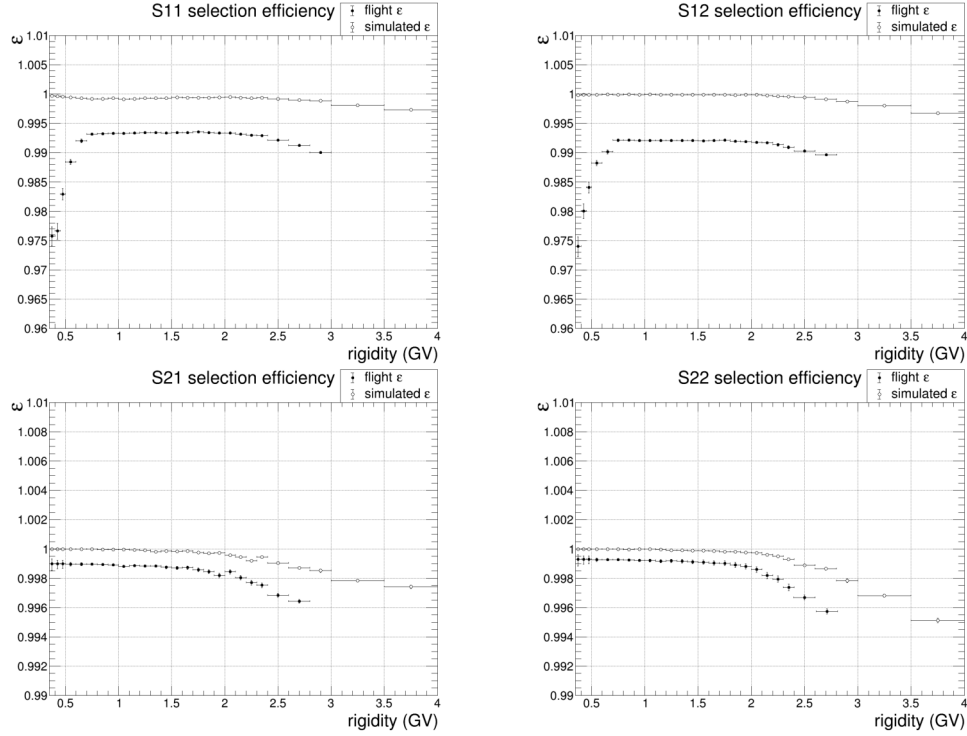 S11 selection efficiency
flight ε
simulated ε
ε
1.01
1.005
1
0.995
0.99
0.985
0.98
0.975
0.97
0.965
0.96
0.5 1 1.5 2 2.5 3 3.5 4
rigidity (GV)
S12 selection efficiency
flight ε
simulated ε
ε
1.01
1.005
1
0.995
0.99
0.985
0.98
0.975
0.97
0.965
0.96
0.5 1 1.5 2 2.5 3 3.5 4
rigidity (GV)
S21 selection efficiency
flight ε
simulated ε
ε
1.01
1.008
1.006
1.004
1.002
1
0.998
0.996
0.994
0.992
0.99
0.5 1 1.5 2 2.5 3 3.5 4
rigidity (GV)
S22 selection efficiency
flight ε
simulated ε
ε
1.01
1.008
1.006
1.004
1.002
1
0.998
0.996
0.994
0.992
0.99
0.5 1 1.5 2 2.5 3 3.5 4
rigidity (GV)